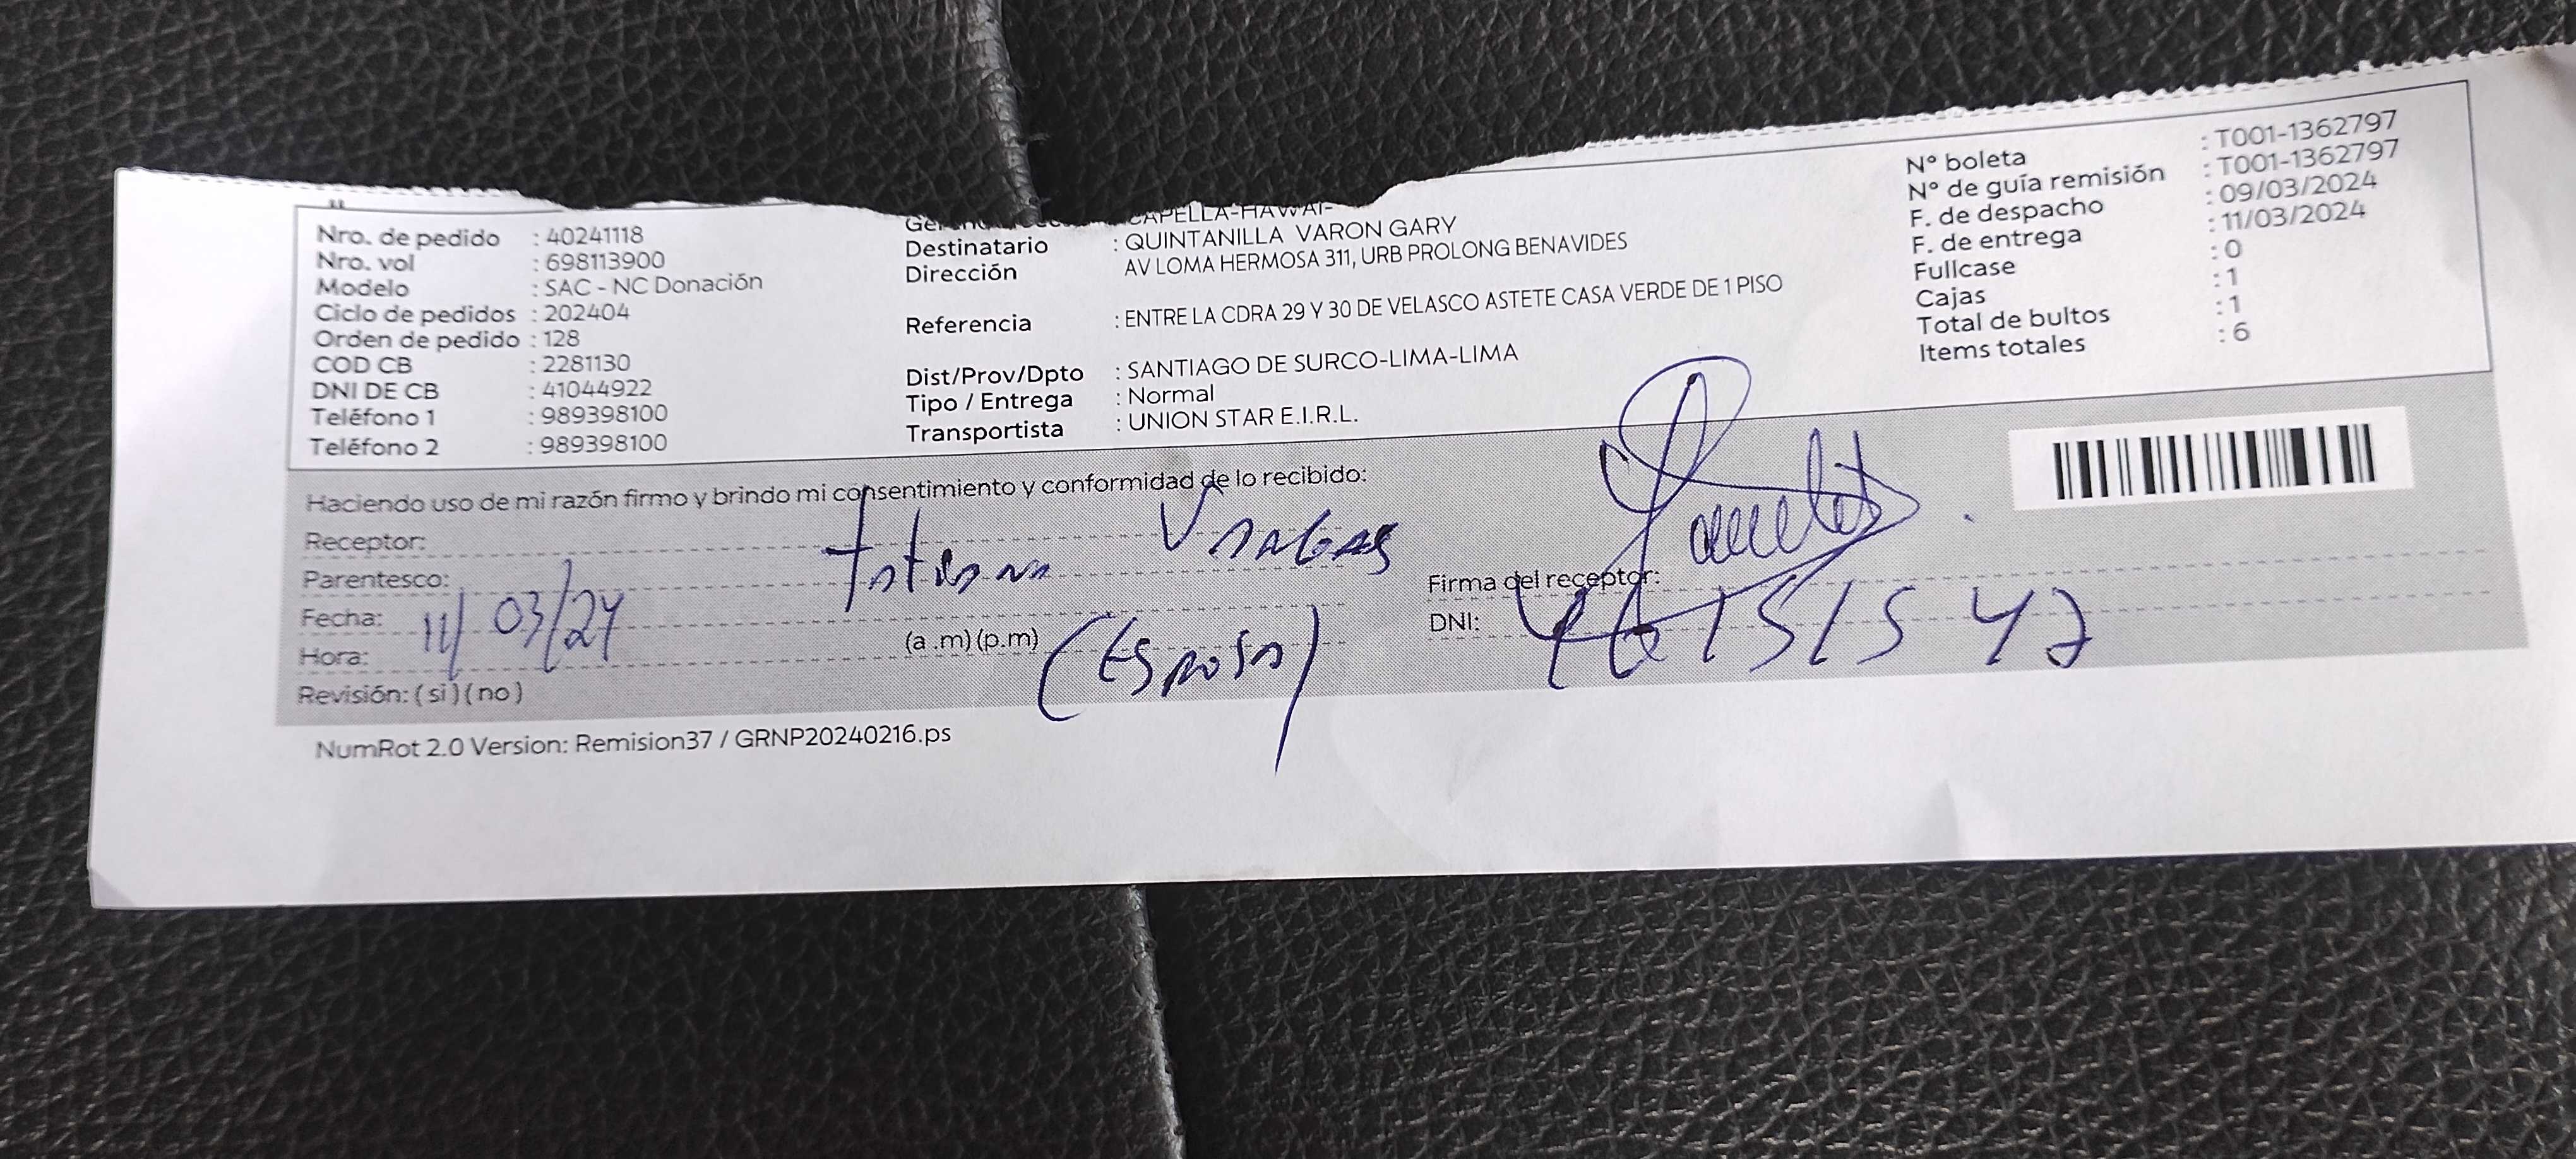 Nro. de pedido : 40241118
Nro. vol : 698113900
Modelo : SAC - NC Donación
Ciclo de pedidos : 202404
Orden de pedido : 128
COD CB : 2281130
DNI DE CB : 41044922
Teléfono 1 : 989398100
Teléfono 2 : 989398100
CAPELLA-HAWAI-
Destinatario : QUINTANILLA VARON GARY
Dirección AV LOMA HERMOSA 311, URB PROLONG BENAVIDES
Referencia : ENTRE LA CDRA 29 Y 30 DE VELASCO ASTETE CASA VERDE DE 1 PISO
Dist/Prov/Dpto : SANTIAGO DE SURCO-LIMA-LIMA
Tipo / Entrega : Normal
Transportista : UNION STAR E.I.R.L.
N° boleta : T001-1362797
N° de guía remisión : T001-1362797
F. de despacho : 09/03/2024
F. de entrega : 11/03/2024
Fullcase : 0
Cajas : 1
Total de bultos : 1
Items totales : 6
Haciendo uso de mi razón firmo y brindo mi consentimiento y conformidad de lo recibido:
Receptor:
Parentesco: (Esposa)
Fecha: 11/03/24
Hora: (a .m) (p.m)
Revisión: ( si ) ( no )
Firma del receptor:
DNI:
NumRot 2.0 Version: Remision37 / GRNP20240216.ps